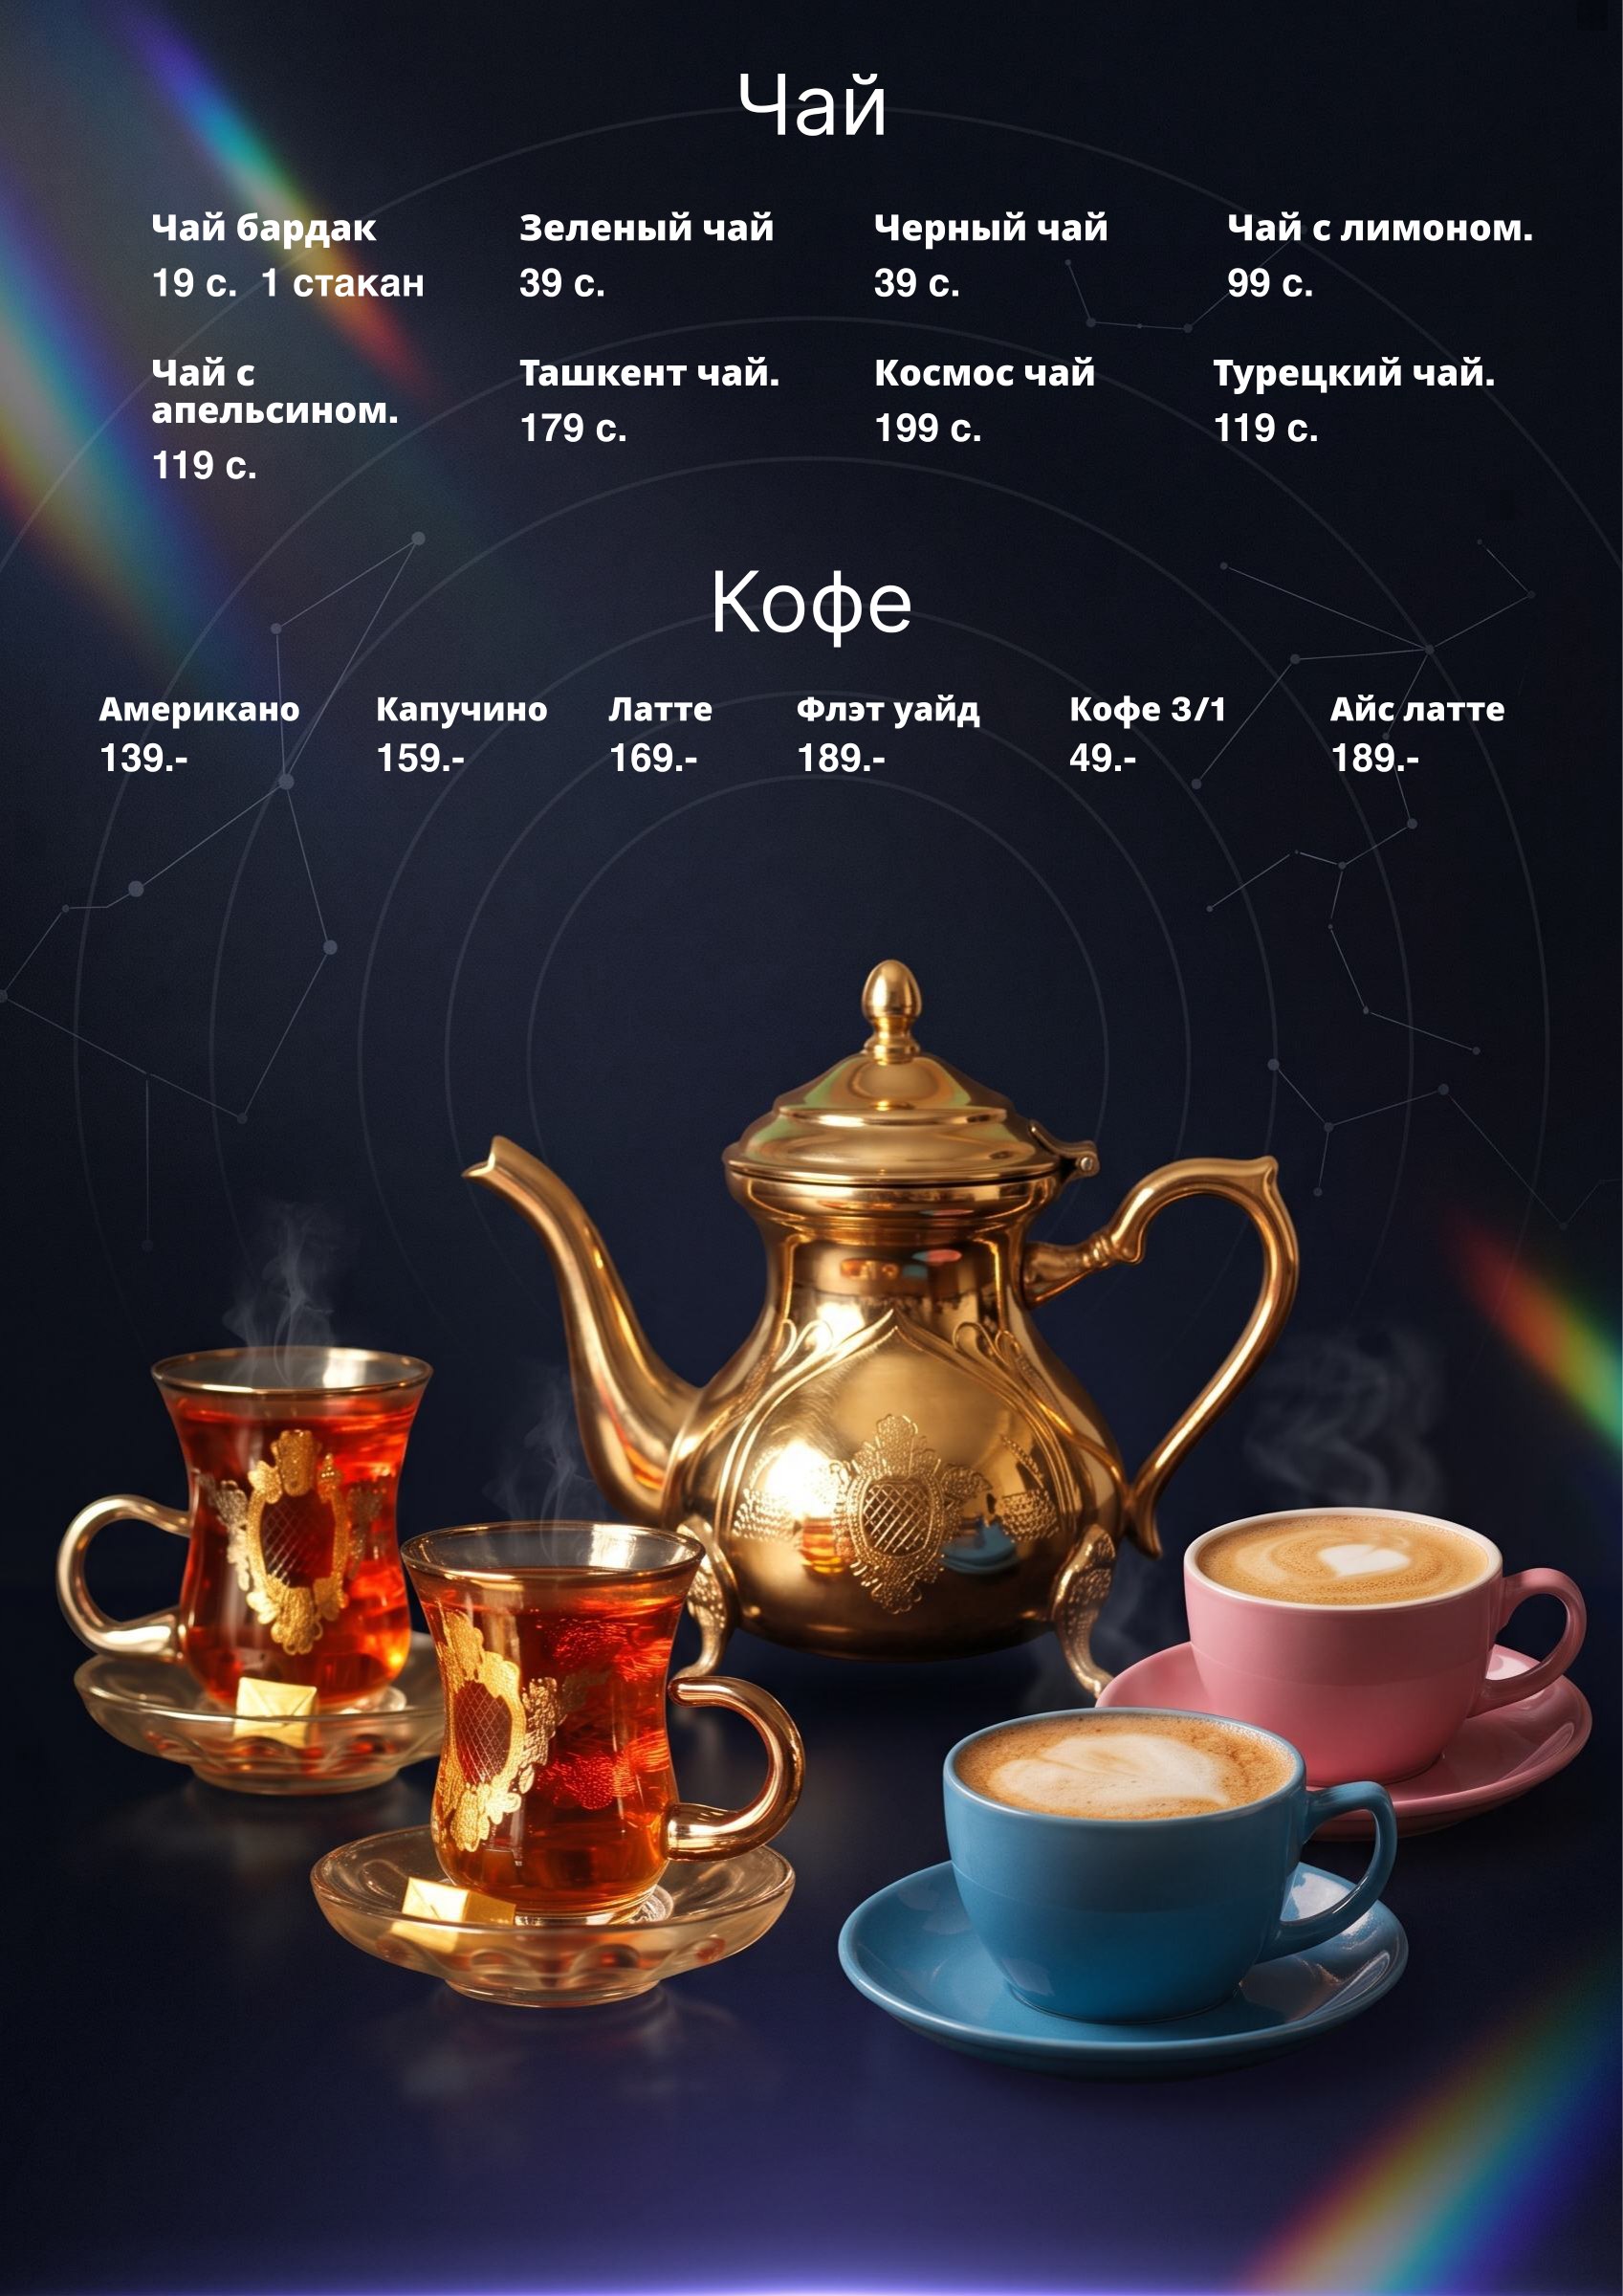 Чай
Чай бардак
19 с.  1 стакан
Зеленый чай
39 с.
Черный чай
39 с.
Чай с лимоном.
99 с.
Чай с
апельсином.
119 с.
Ташкент чай.
179 с.
Космос чай
199 с.
Турецкий чай.
119 с.
Кофе
Американо
139.-
Капучино
159.-
Латте
169.-
Флэт уайд
189.-
Кофе 3/1
49.-
Айс латте
189.-